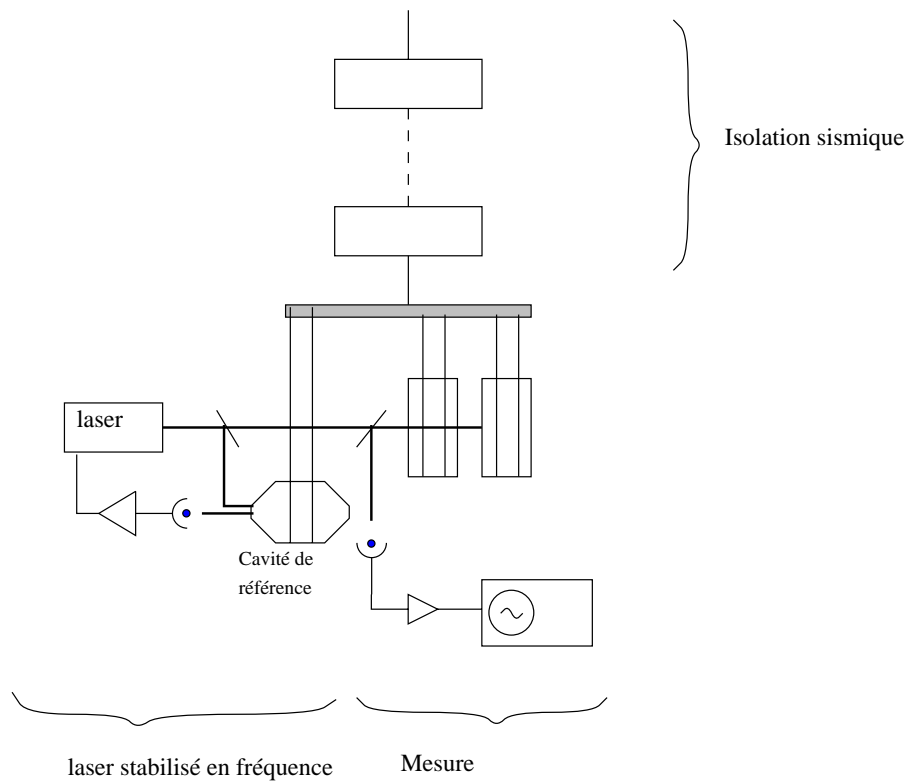 Isolation sismique
laser
Cavité de
référence
laser stabilisé en fréquence
Mesure